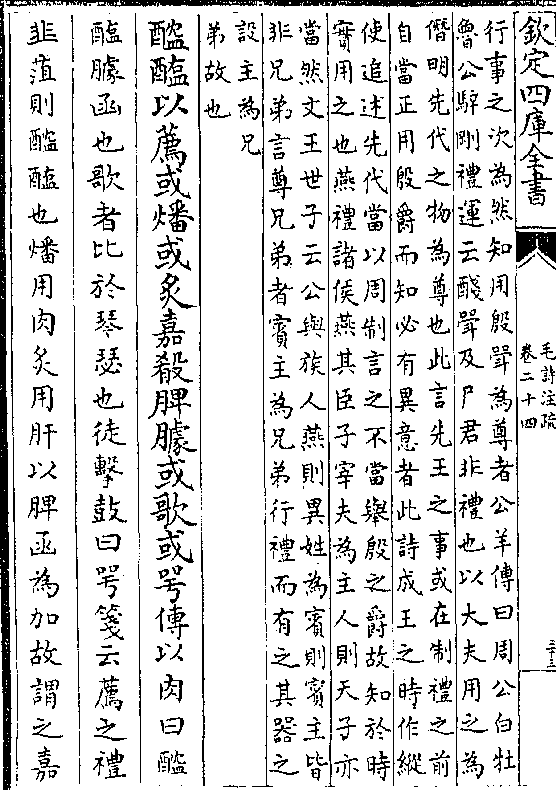 欽定四庫全書
毛詩注疏
卷二十四
三十三
行事之次為然知用殷斝為尊者公羊傳曰周公白牡
魯公騂剛禮運云醆斝及尸君非禮也以大夫用之為
僭明先代之物為尊也此言先王之事或在制禮之前
自當正用殷爵而知必有異意者此詩成王之時作縱
使追述先代當以周制言之不當舉殷之爵故知於時
實用之也燕禮諸侯燕其臣子宰夫為主人則天子亦
當然文王世子云公與族人燕則異姓為賓則賓主皆
非兄弟言尊兄弟者賓主為兄弟行禮而有之其器之
設主為兄
弟故也
醓醢以薦或燔或炙嘉殽脾臄或歌或咢傳以肉曰醓
醢臄函也歌者比於琴瑟也徒擊鼓曰咢箋云薦之禮
韭菹則醓醢也燔用肉炙用肝以脾函為加故謂之嘉